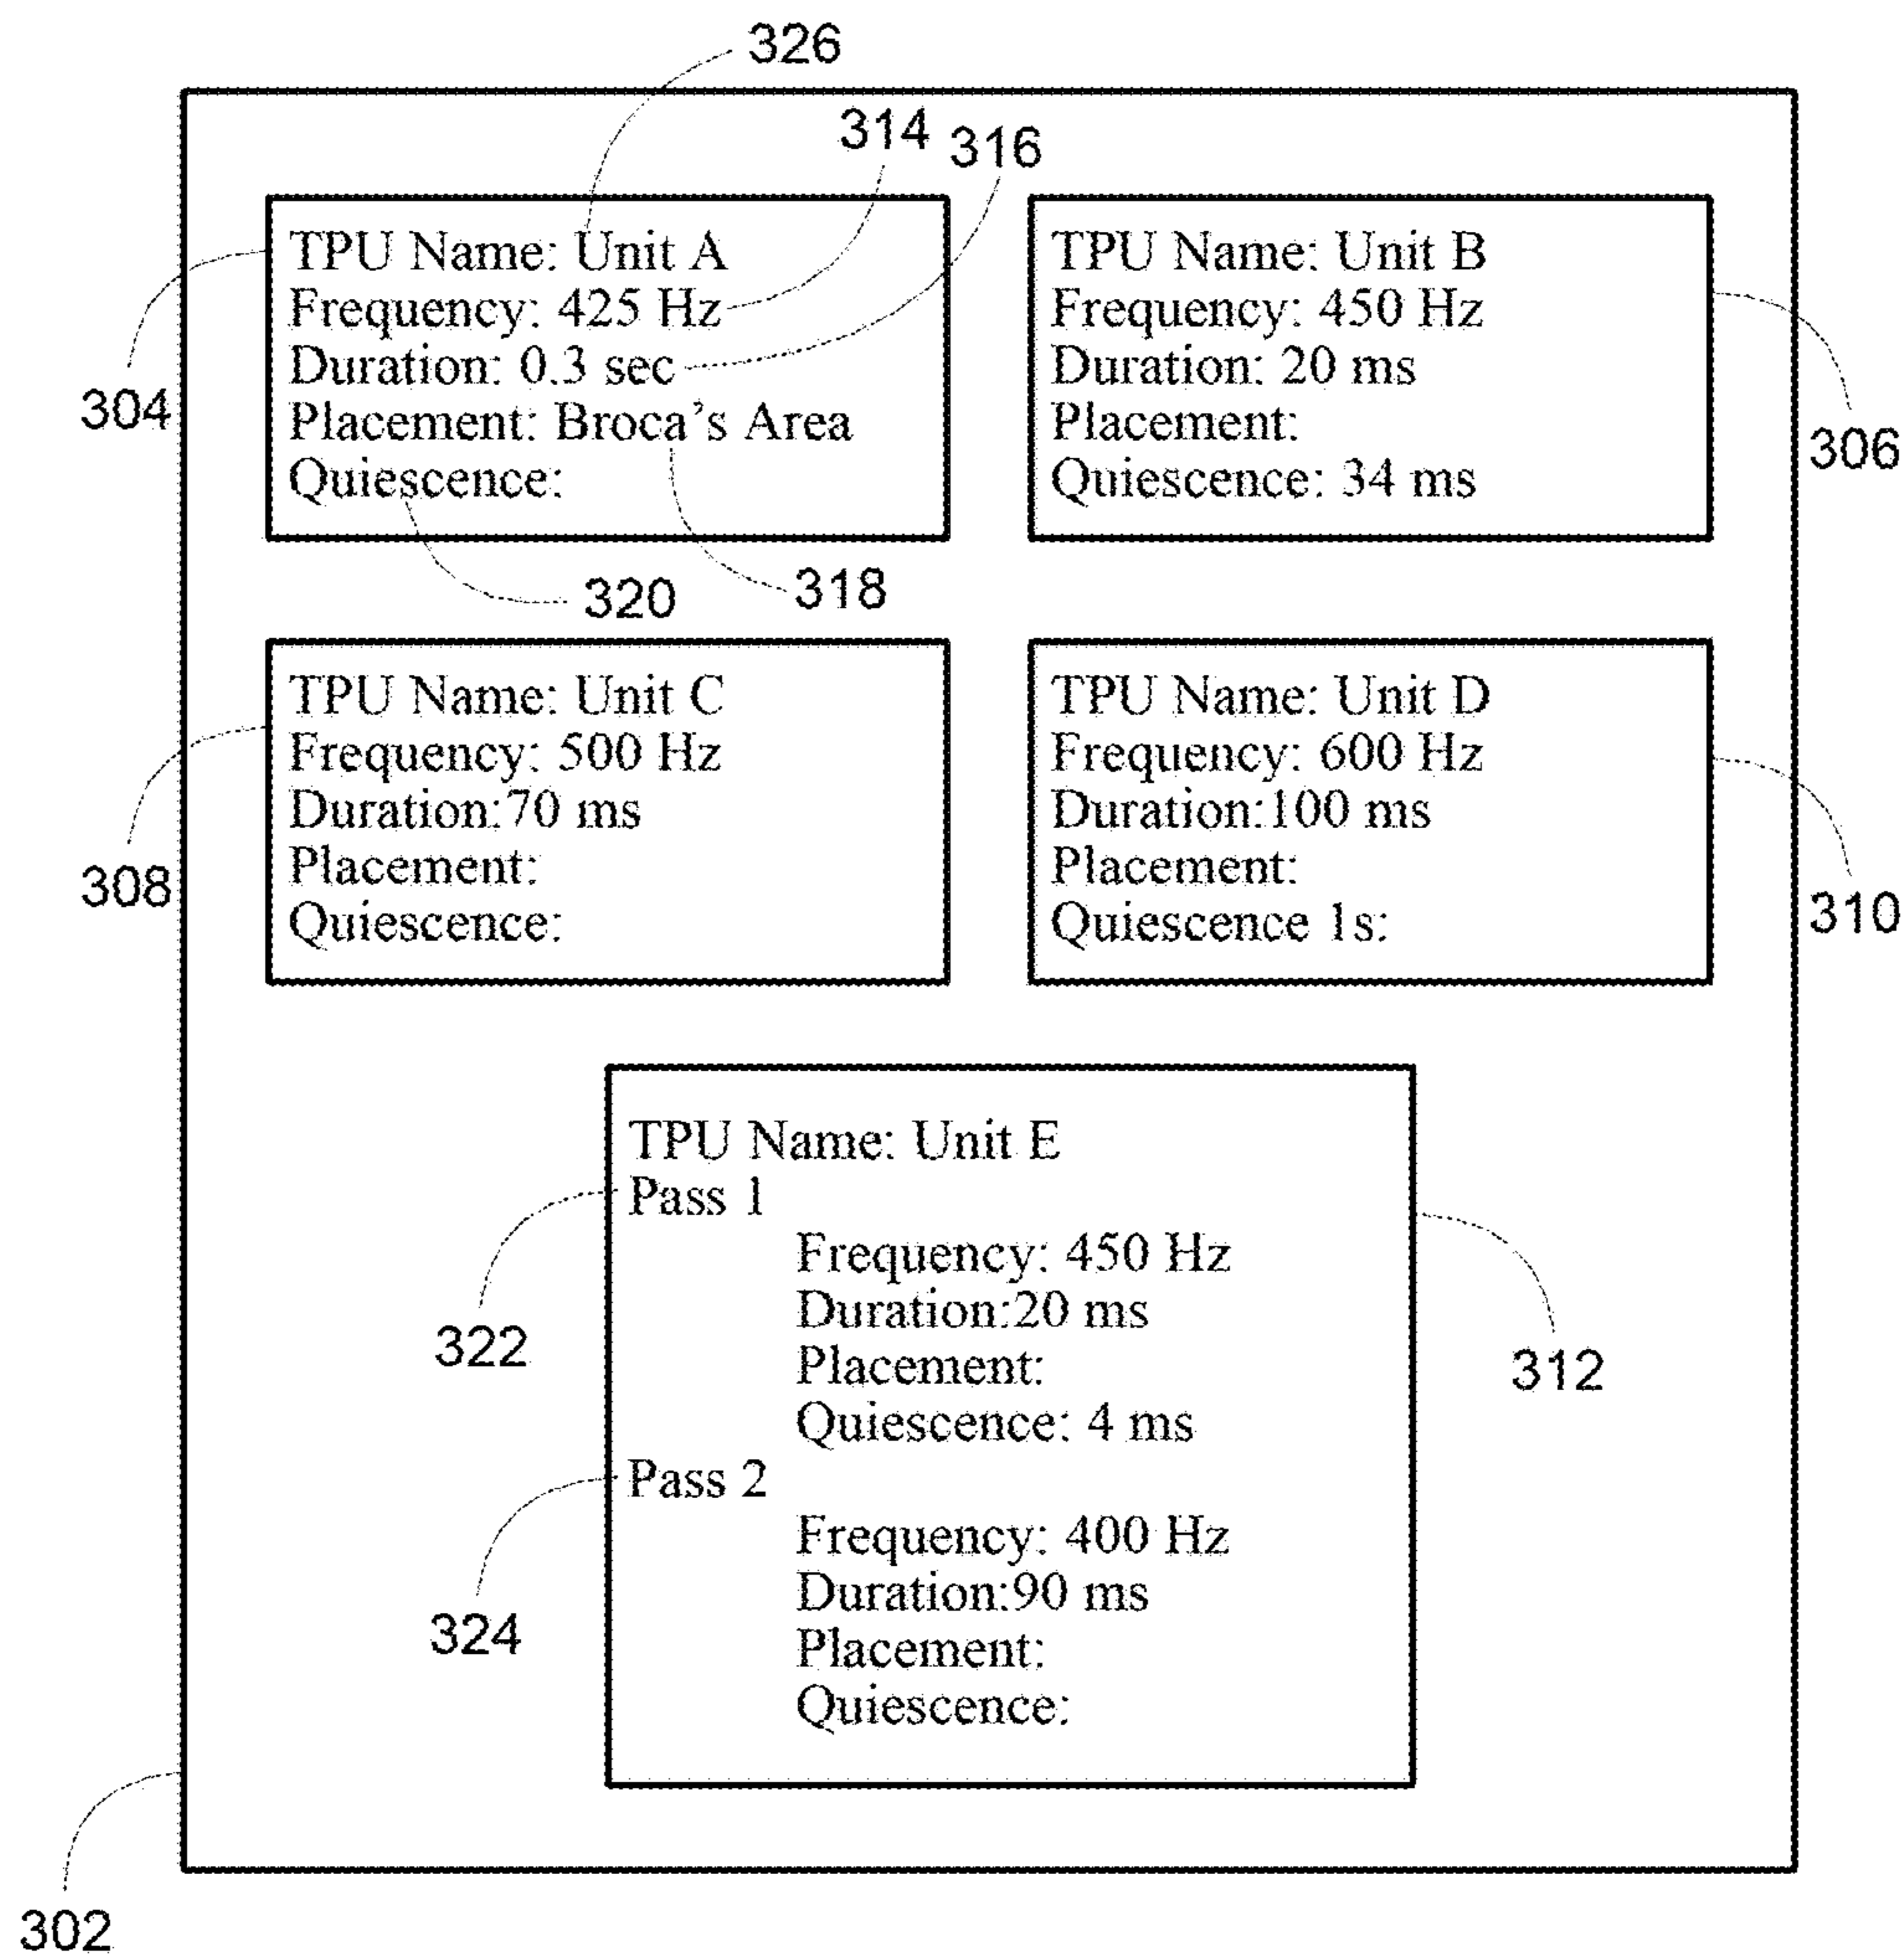 326
314 316
TPU Name: Unit A
Frequency: 425 Hz
Duration: 0.3 sec
Placement: Broca's Area
Quiescence:
304
320
318
TPU Name: Unit B
Frequency: 450 Hz
Duration: 20 ms
Placement:
Quiescence: 34 ms
306
TPU Name: Unit C
Frequency: 500 Hz
Duration:70 ms
Placement:
Quiescence:
308
TPU Name: Unit D
Frequency: 600 Hz
Duration:100 ms
Placement:
Quiescence 1s:
310
TPU Name: Unit E
Pass 1
Frequency: 450 Hz
Duration:20 ms
Placement:
Quiescence: 4 ms
Pass 2
Frequency: 400 Hz
Duration:90 ms
Placement:
Quiescence:
322
312
324
302